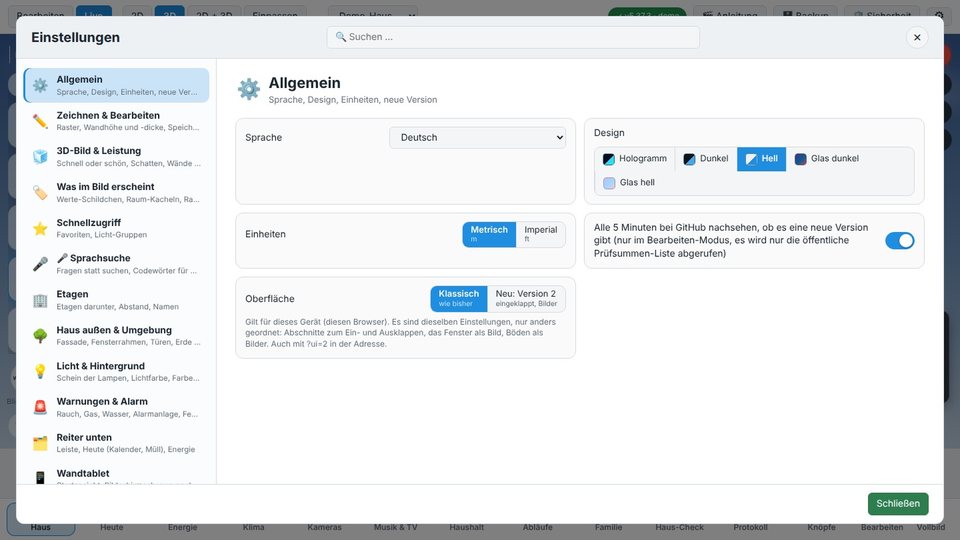 Einstellungen
🔍 Suchen ...
Allgemein
Sprache, Design, Einheiten, neue Ver...
Zeichnen & Bearbeiten
Raster, Wandhöhe und -dicke, Speich...
3D-Bild & Leistung
Schnell oder schön, Schatten, Wände ...
Was im Bild erscheint
Werte-Schildchen, Raum-Kacheln, Ra...
Schnellzugriff
Favoriten, Licht-Gruppen
🎤 Sprachsuche
Fragen statt suchen, Codewörter für ...
Etagen
Etagen darunter, Abstand, Namen
Haus außen & Umgebung
Fassade, Fensterrahmen, Türen, Erde ...
Licht & Hintergrund
Schein der Lampen, Lichtfarbe, Farbe...
Warnungen & Alarm
Rauch, Gas, Wasser, Alarmanlage, Fe...
Reiter unten
Leiste, Heute (Kalender, Müll), Energie
Wandtablet
Allgemein
Sprache, Design, Einheiten, neue Version
Sprache
Deutsch
Design
Hologramm
Dunkel
Hell
Glas dunkel
Glas hell
Einheiten
Metrisch
m
Imperial
ft
Alle 5 Minuten bei GitHub nachsehen, ob es eine neue Version
gibt (nur im Bearbeiten-Modus, es wird nur die öffentliche
Prüfsummen-Liste abgerufen)
Oberfläche
Klassisch
wie bisher
Neu: Version 2
eingeklappt, Bilder
Gilt für dieses Gerät (diesen Browser). Es sind dieselben Einstellungen, nur anders
geordnet: Abschnitte zum Ein- und Ausklappen, das Fenster als Bild, Böden als
Bilder. Auch mit ?ui=2 in der Adresse.
Schließen
Haus
Heute
Energie
Klima
Kameras
Musik & TV
Haushalt
Abläufe
Familie
Haus-Check
Protokoll
Knöpfe
Bearbeiten
Vollbild